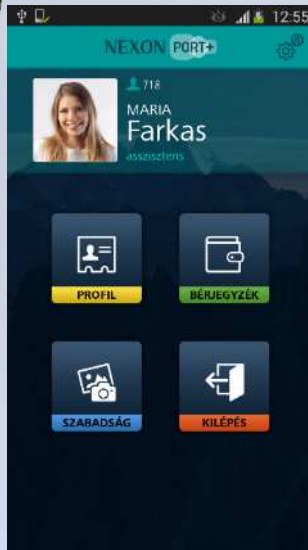 12:55
NEXON PORT+
718
MARIA
Farkas
asszisztens
PROFIL
BÉRJEGYZÉK
SZABADSÁG
KILÉPÉS